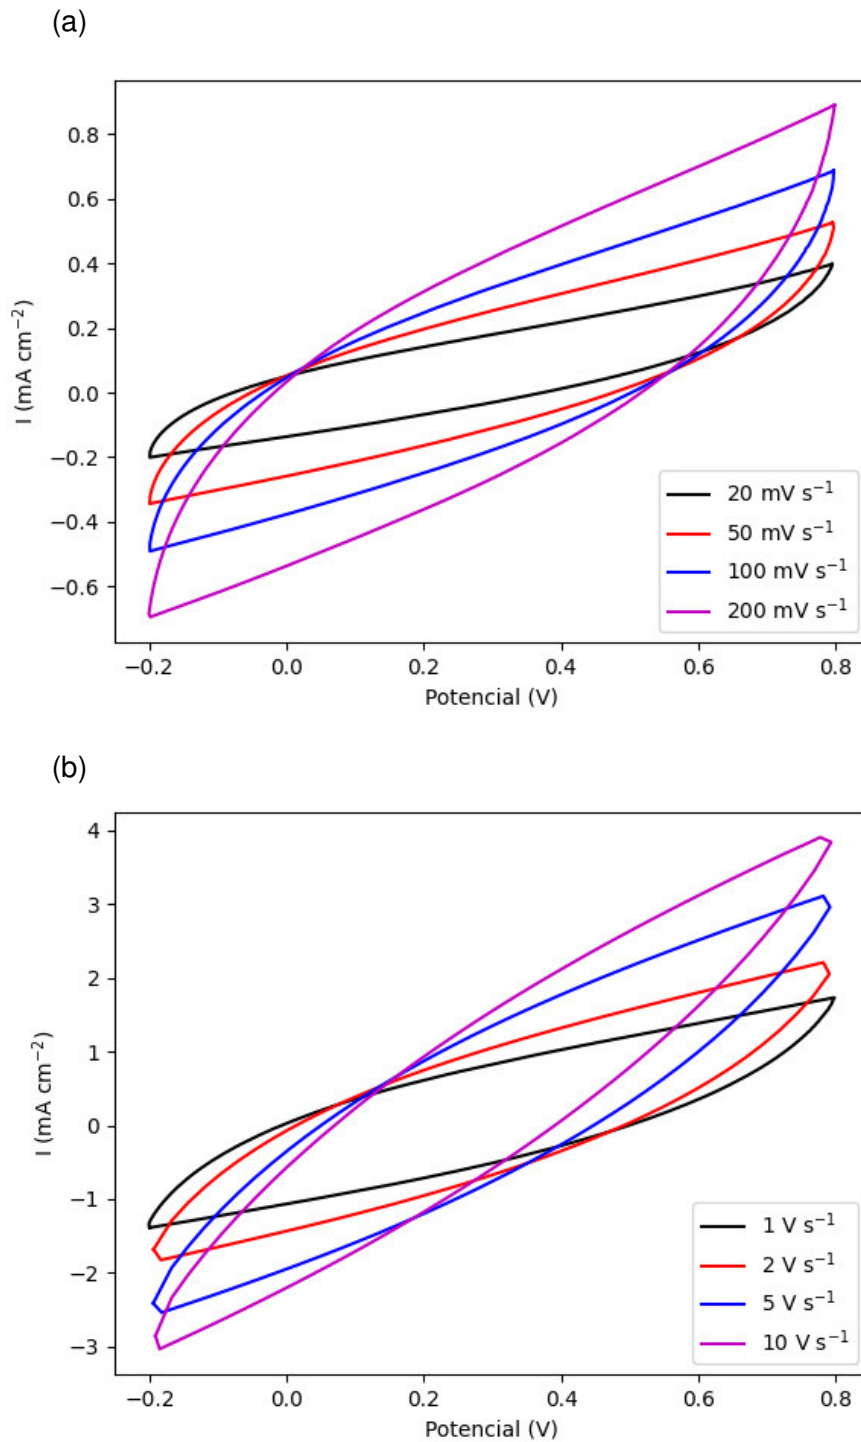 (a)
I (mA cm⁻²)
0.8
0.6
0.4
0.2
0.0
−0.2
−0.4
−0.6
20 mV s⁻¹
50 mV s⁻¹
100 mV s⁻¹
200 mV s⁻¹
−0.2 0.0 0.2 0.4 0.6 0.8
Potencial (V)
(b)
I (mA cm⁻²)
4
3
2
1
0
−1
−2
−3
1 V s⁻¹
2 V s⁻¹
5 V s⁻¹
10 V s⁻¹
−0.2 0.0 0.2 0.4 0.6 0.8
Potencial (V)